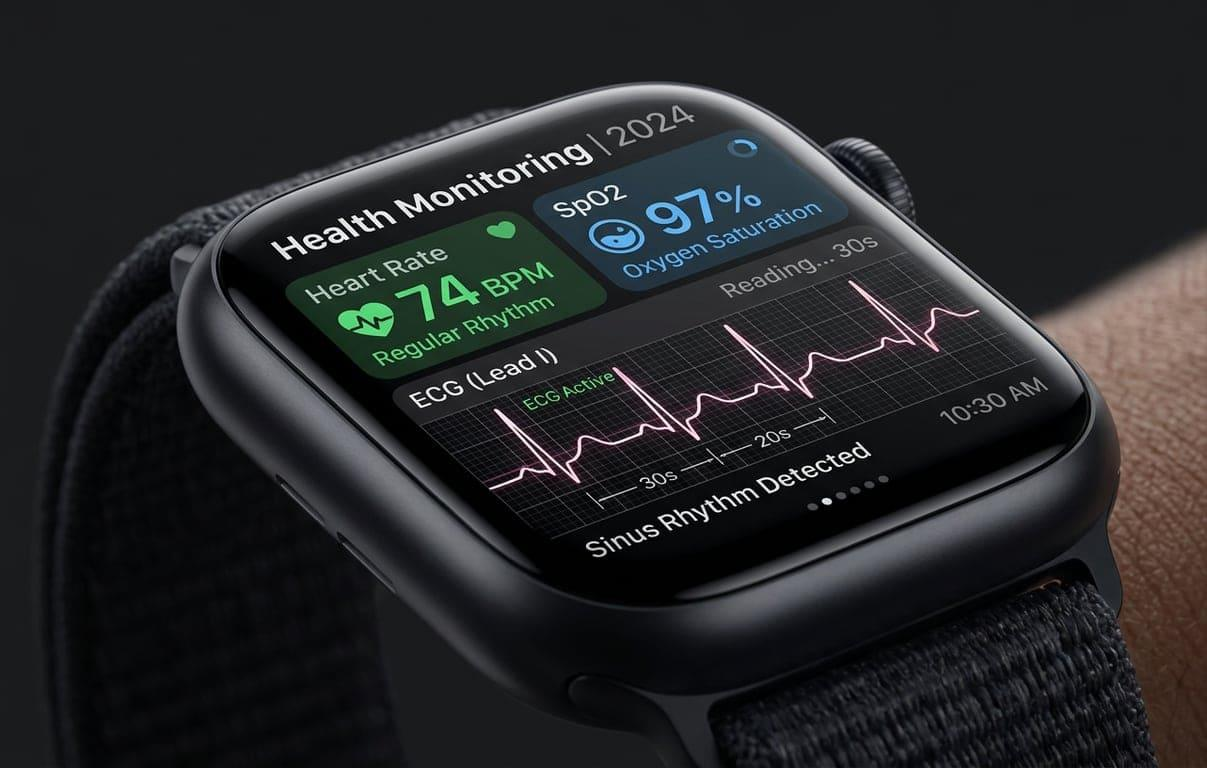 Health Monitoring | 2024
Heart Rate
74 BPM
Regular Rhythm
SpO2
97%
Oxygen Saturation
Reading... 30s
ECG (Lead I)
ECG Active
30s
20s
10:30 AM
Sinus Rhythm Detected